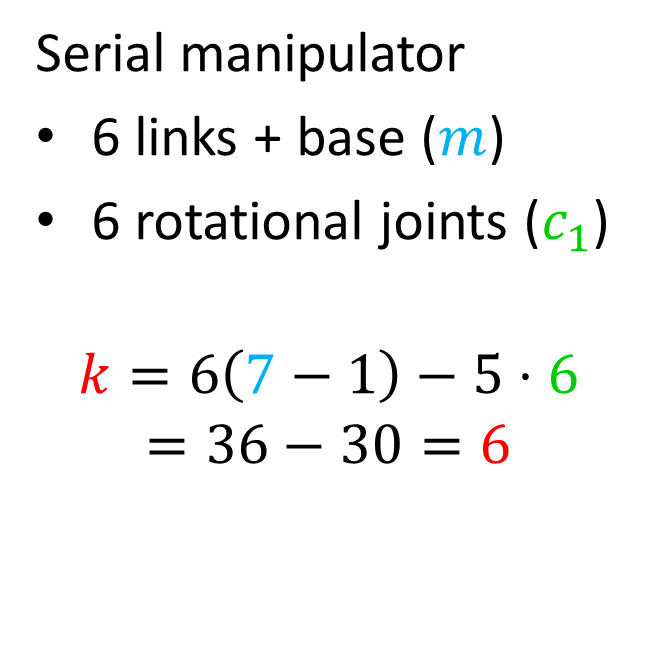 Serial manipulator
• 6 links + base (𝑚)
• 6 rotational joints (𝑐₁)
𝑘 = 6(7 − 1) − 5 · 6
= 36 − 30 = 6